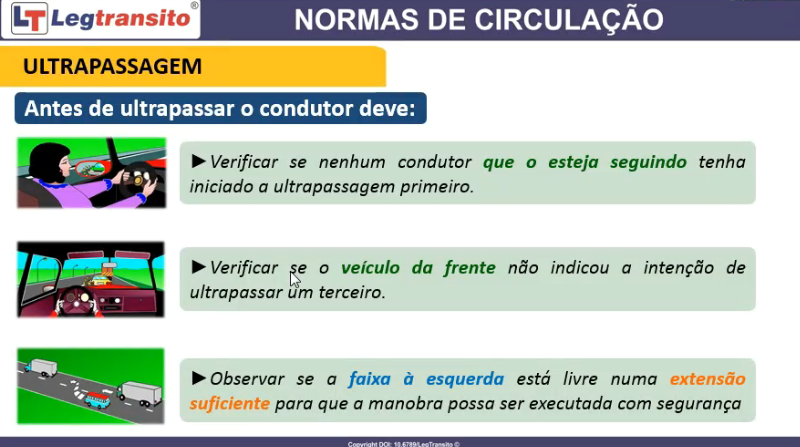 LT Legtransito®
NORMAS DE CIRCULAÇÃO
ULTRAPASSAGEM
Antes de ultrapassar o condutor deve:
►Verificar se nenhum condutor que o esteja seguindo tenha
iniciado a ultrapassagem primeiro.
►Verificar se o veículo da frente não indicou a intenção de
ultrapassar um terceiro.
►Observar se a faixa à esquerda está livre numa extensão
suficiente para que a manobra possa ser executada com segurança
Copyright DOI: 10.6789/LegTransito ©